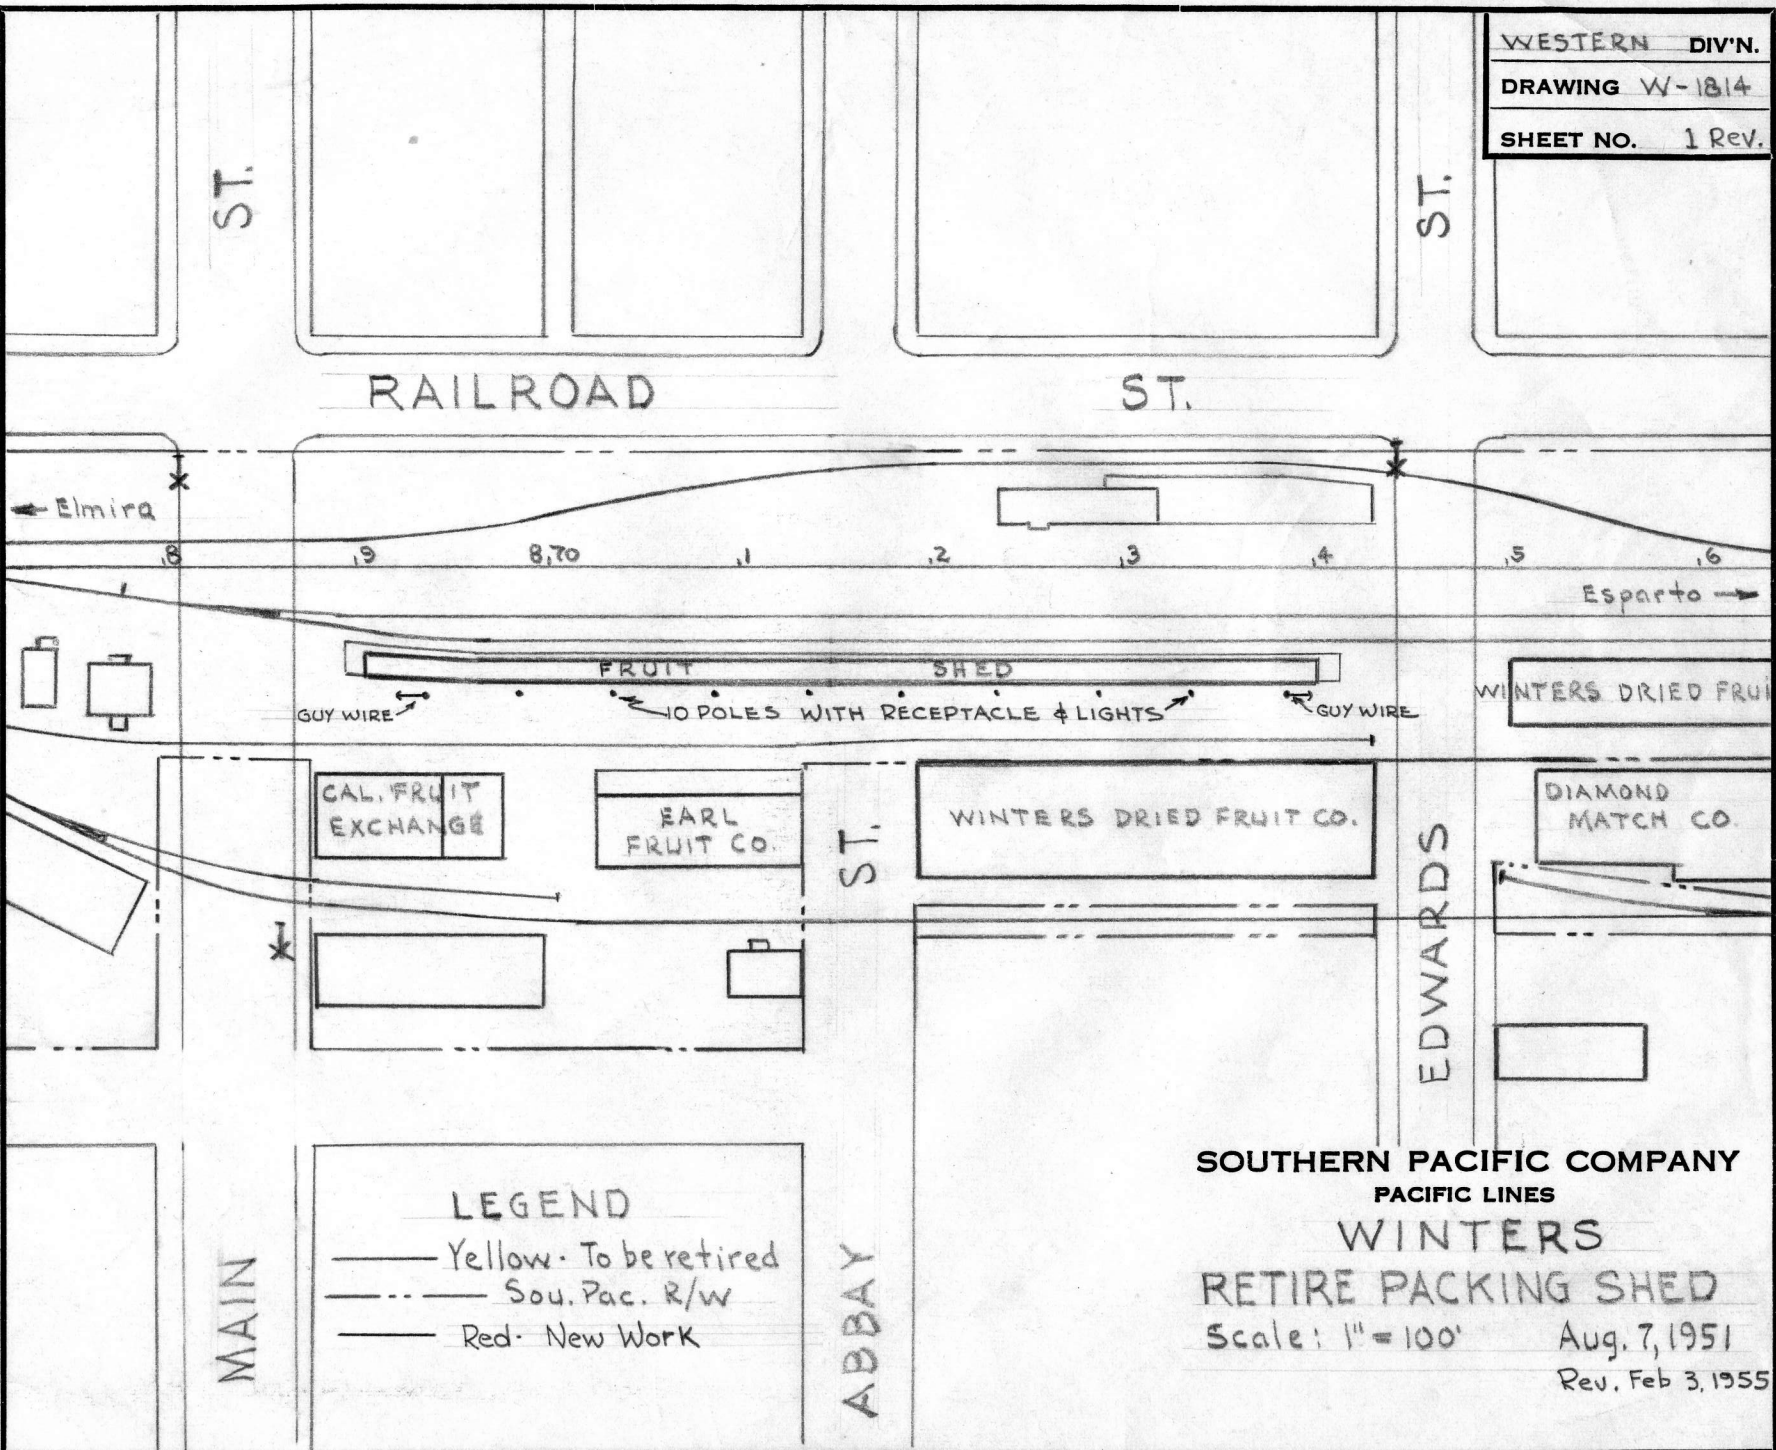 WESTERN DIV'N.
DRAWING W-1814
SHEET NO. 1 Rev.
ST.
ST.
RAILROAD ST.
← Elmira
,8 ,9 8,70 ,1 ,2 ,3 ,4 ,5 ,6
Esparto →
FRUIT SHED
WINTERS DRIED FRUI
GUY WIRE
10 POLES WITH RECEPTACLE & LIGHTS
GUY WIRE
CAL. FRUIT
EXCHANGE
EARL
FRUIT CO.
ST.
WINTERS DRIED FRUIT CO.
DIAMOND
MATCH CO.
EDWARDS
MAIN
ABBAY
LEGEND
Yellow - To be retired
Sou. Pac. R/W
Red - New Work
SOUTHERN PACIFIC COMPANY
PACIFIC LINES
WINTERS
RETIRE PACKING SHED
Scale: 1" = 100' Aug. 7, 1951
Rev. Feb 3, 1955